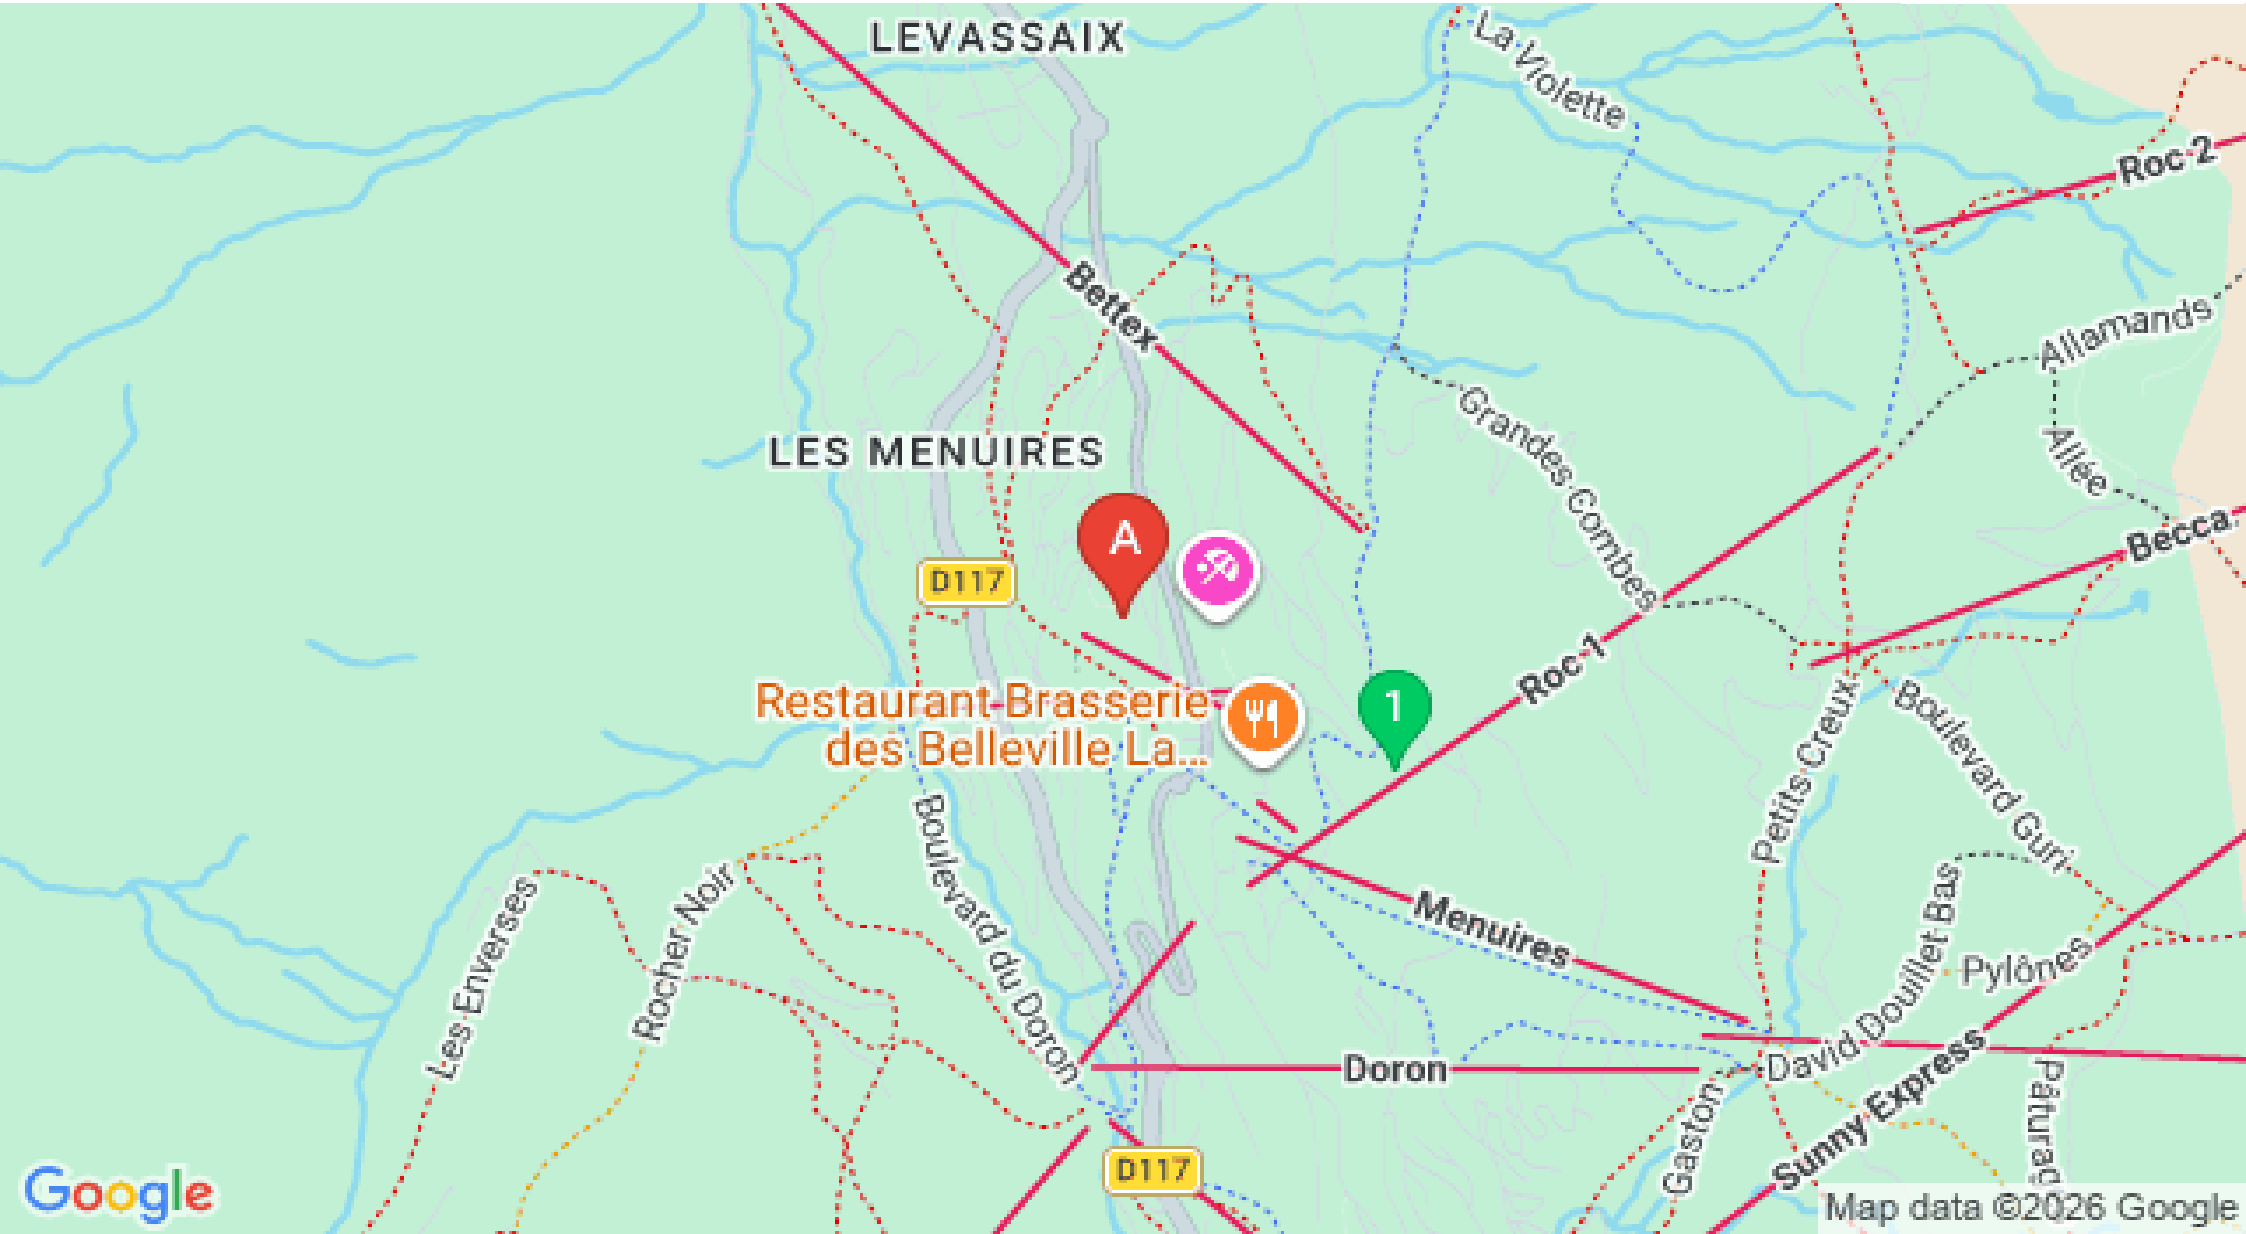 LEVASSAIX
La Violette
Roc 2
Bettex
Allamands
Grandes Combes
LES MENUIRES
Allée
A
Becca
D117
Roc 1
Restaurant Brasserie
des Belleville La...
1
Petits Creux
Boulevard Guri
Boulevard du Doron
Les Enverses
Rocher Noir
Menuires
David Douillet Bas
Pylônes
Doron
Sunny Express
Gaston
Pâturag
D117
Google
Map data ©2026 Google